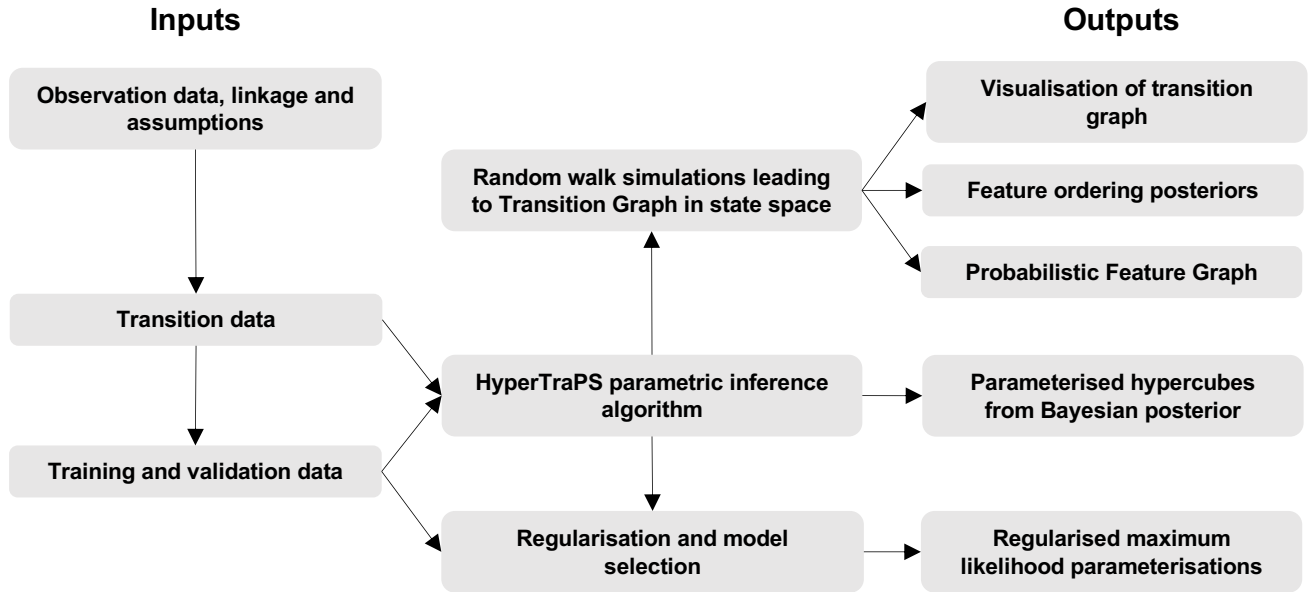 Inputs
Outputs
Observation data, linkage and
assumptions
Transition data
Training and validation data
Random walk simulations leading
to Transition Graph in state space
HyperTraPS parametric inference
algorithm
Regularisation and model
selection
Visualisation of transition
graph
Feature ordering posteriors
Probabilistic Feature Graph
Parameterised hypercubes
from Bayesian posterior
Regularised maximum
likelihood parameterisations